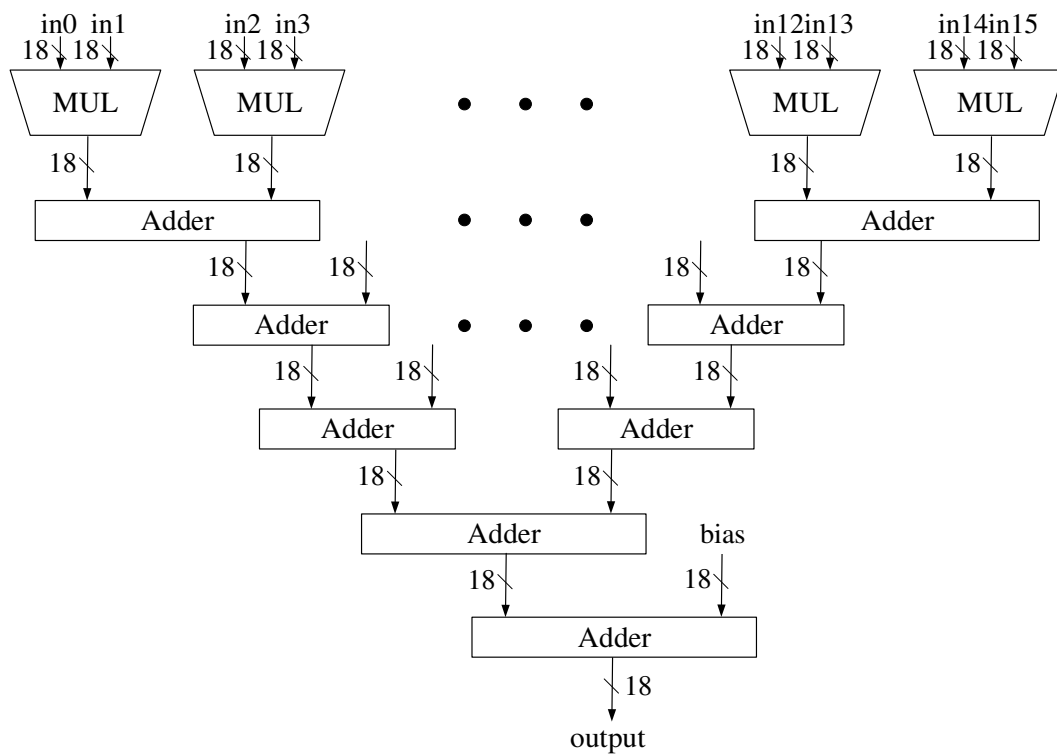 in0 in1 in2 in3 in12in13 in14in15
18 18 18 18 18 18 18 18
MUL MUL MUL MUL
18 18 18 18
Adder Adder
18 18 18 18
Adder Adder
18 18 18 18
Adder Adder
18 18
Adder bias
18 18
Adder
18
output